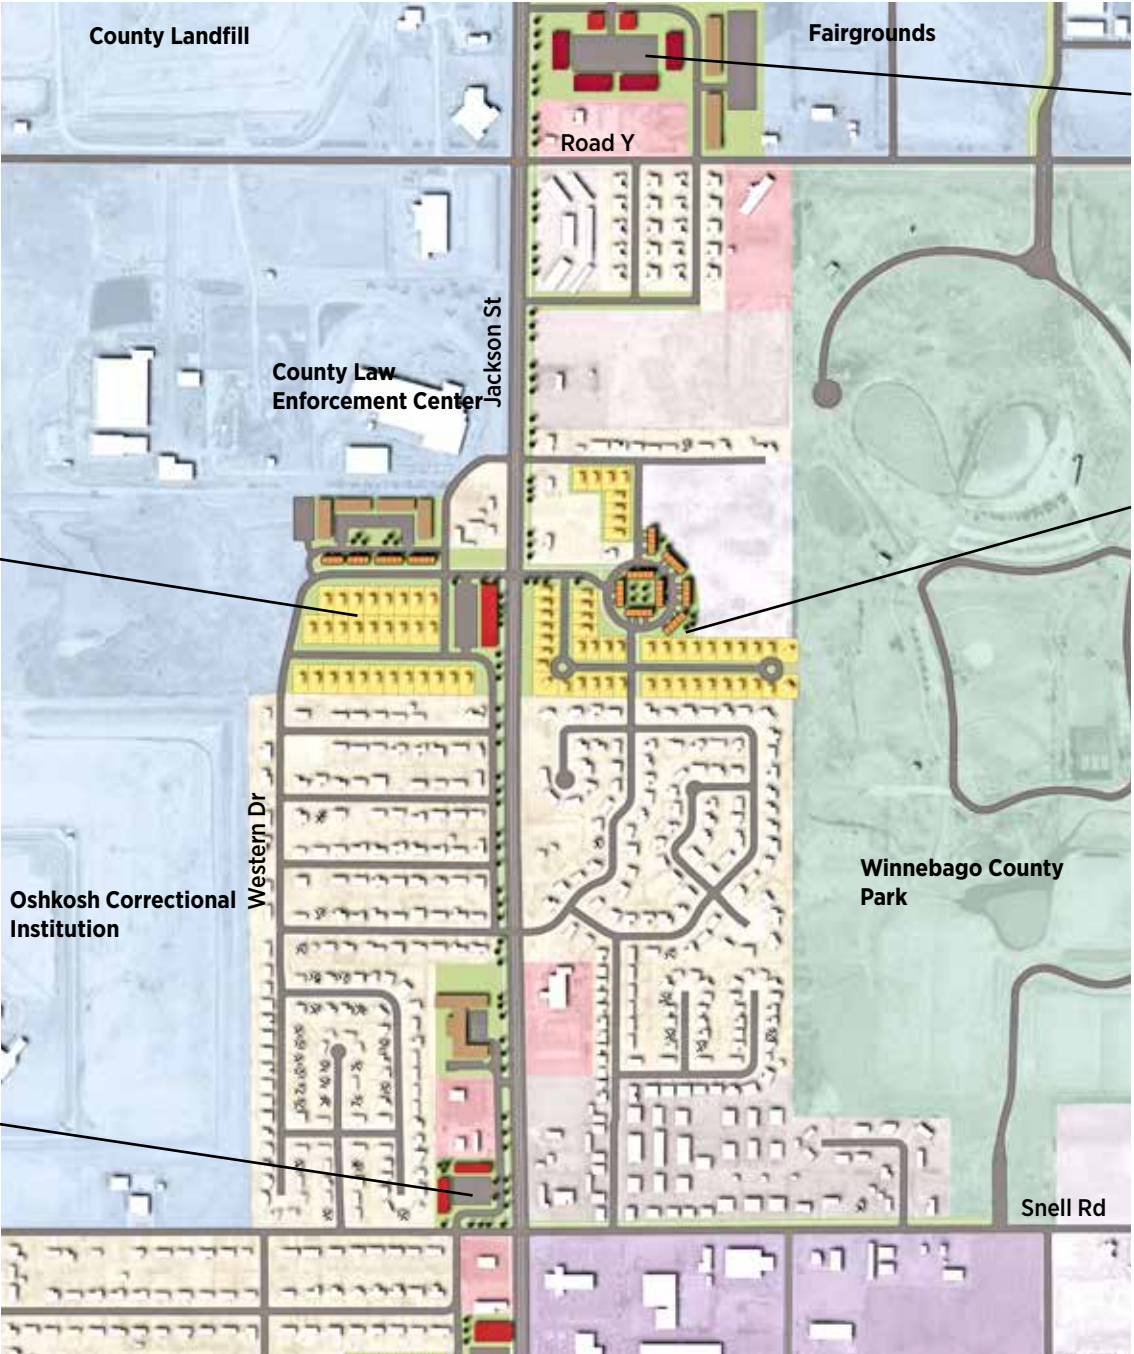 County Landfill
Fairgrounds
Road Y
Jackson St
County Law
Enforcement Center
Western Dr
Winnebago County
Park
Oshkosh Correctional
Institution
Snell Rd